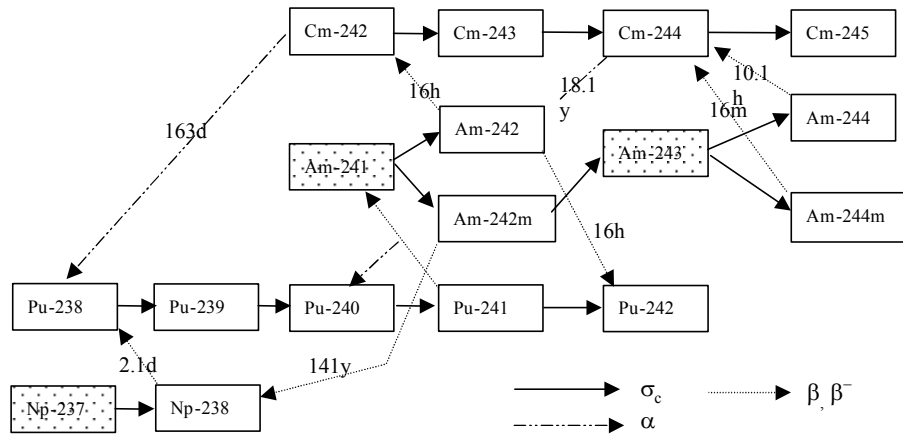 Cm-242 Cm-243 Cm-244 Cm-245
16h 18.1 10.1
y 16m h
163d Am-242 Am-244
Am-241 Am-243
Am-242m 16h Am-244m
Pu-238 Pu-239 Pu-240 Pu-241 Pu-242
2.1d 141y
Np-237 Np-238
σc β, β⁻
α